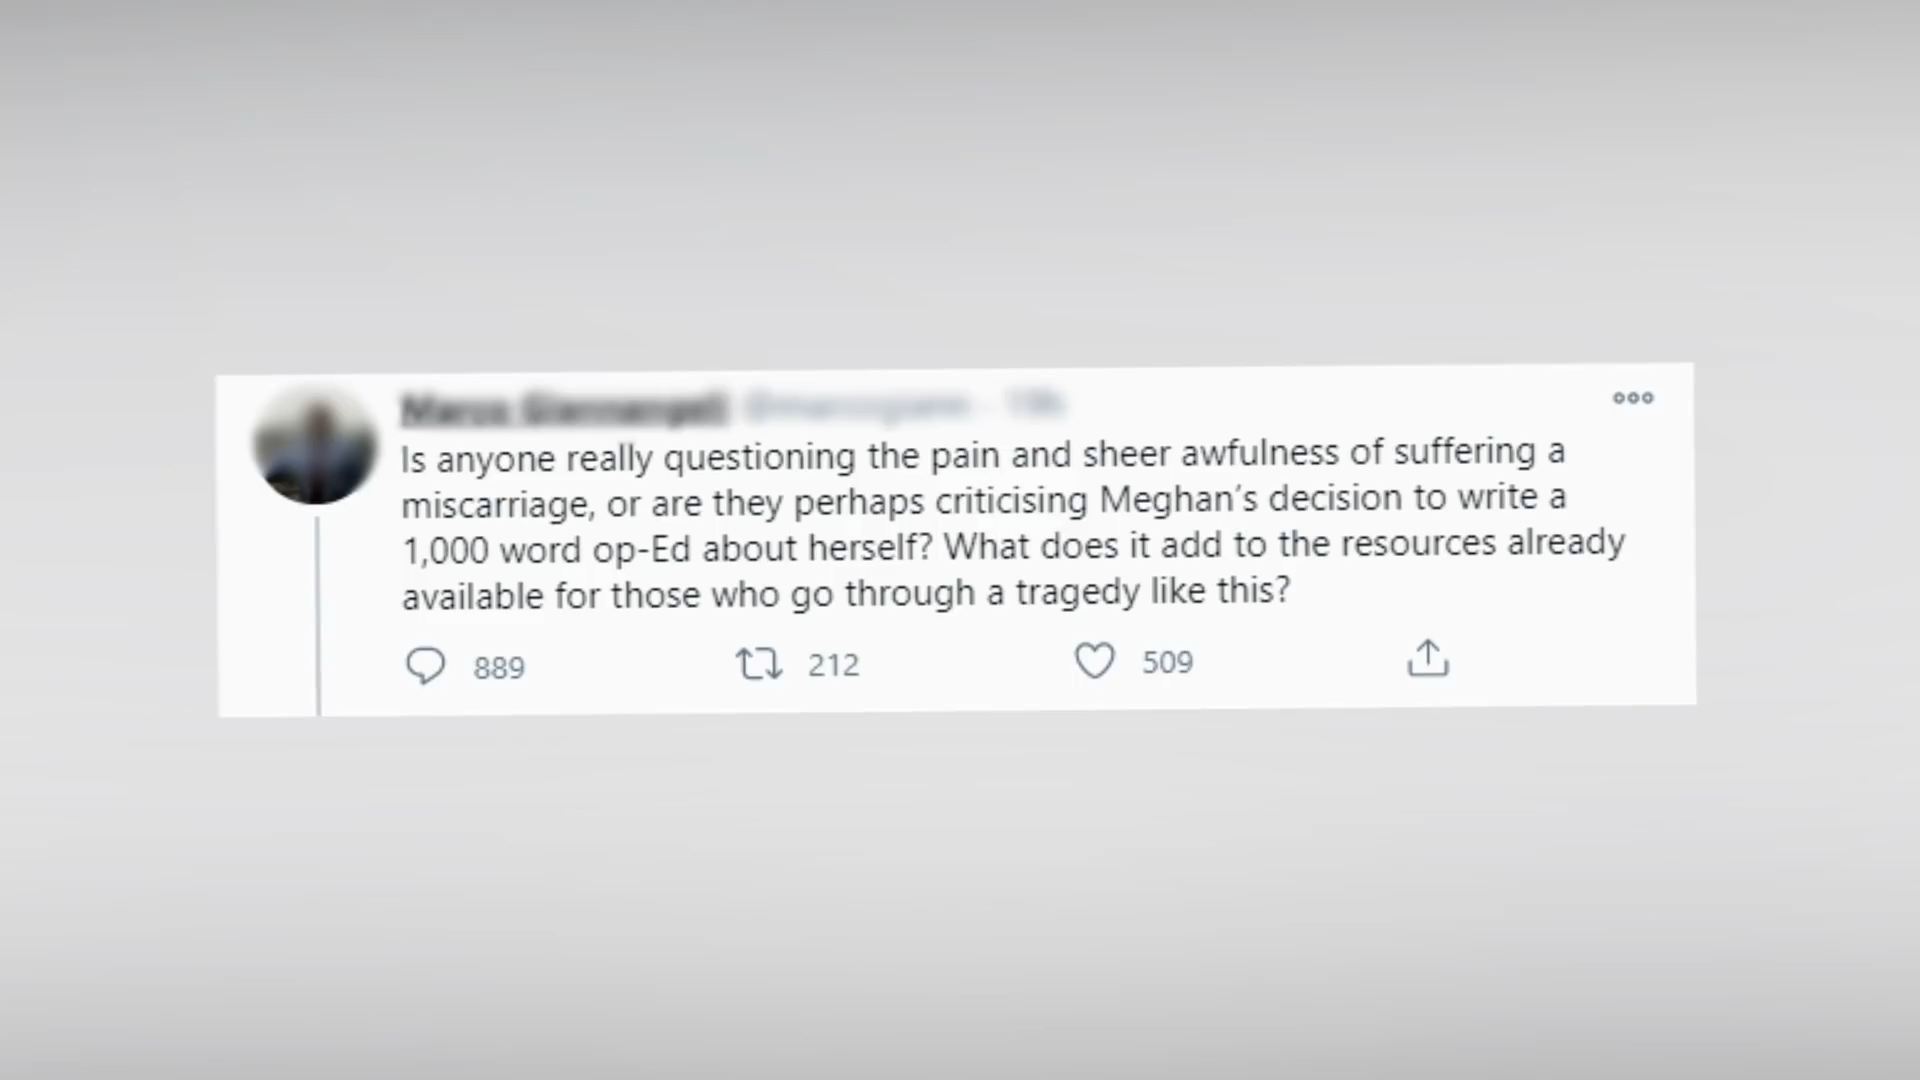 Is anyone really questioning the pain and sheer awfulness of suffering a
miscarriage, or are they perhaps criticising Meghan's decision to write a
1,000 word op-Ed about herself? What does it add to the resources already
available for those who go through a tragedy like this?
889 212 509